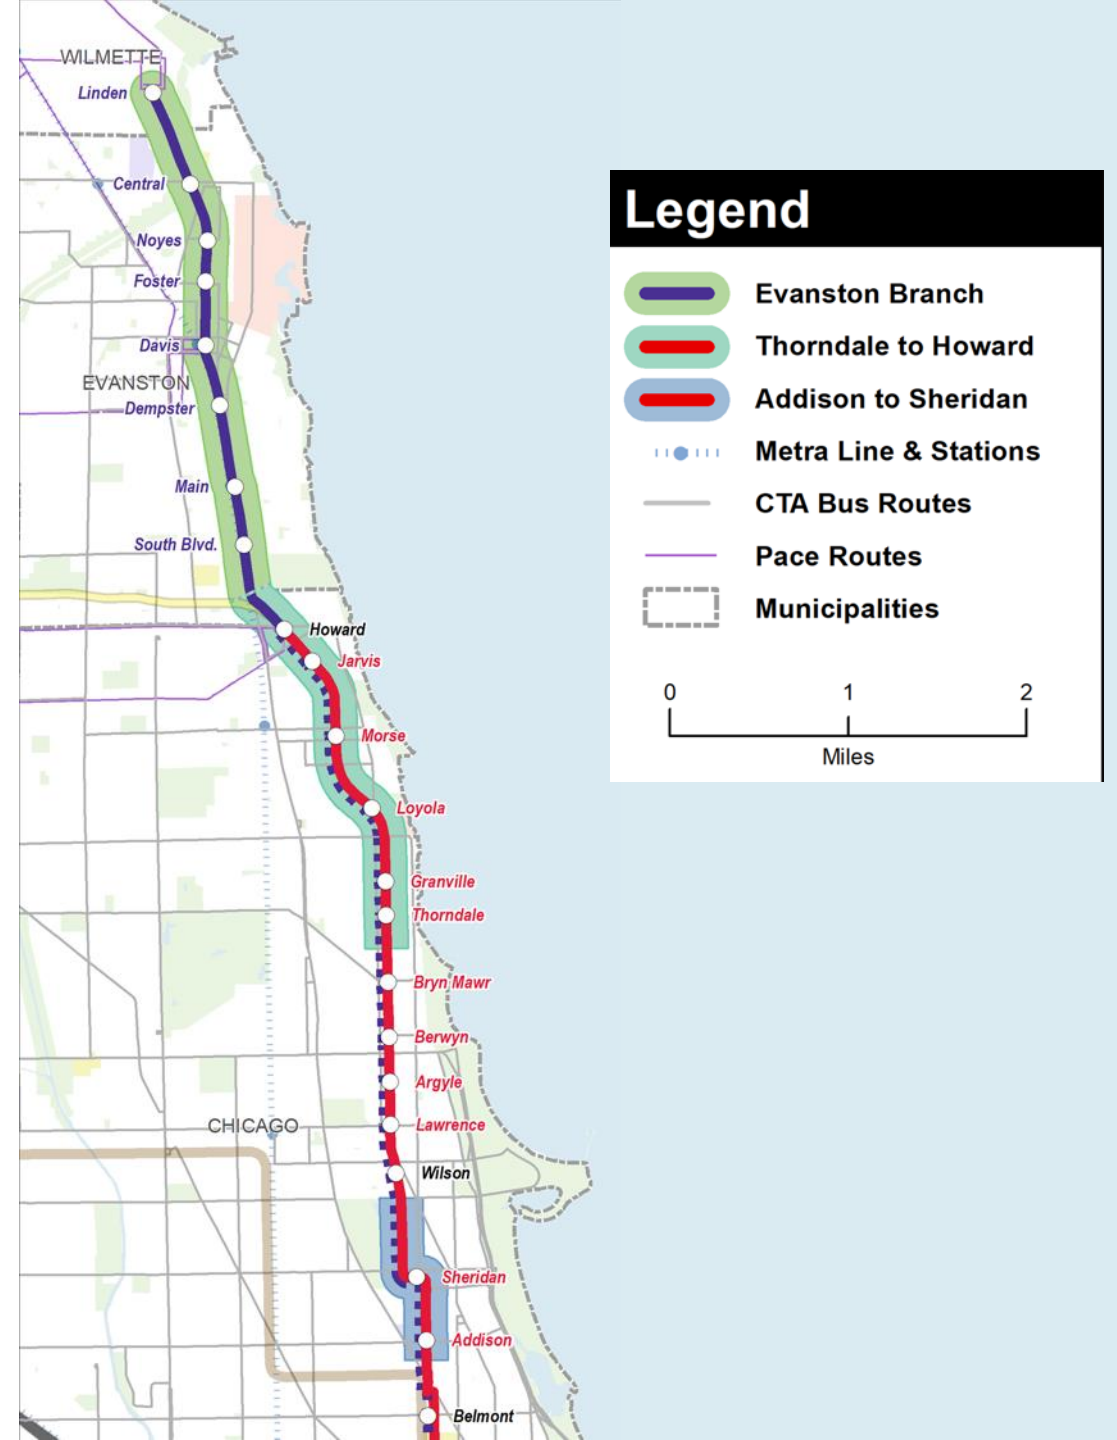 WILMETTE
Linden
Central
Noyes
Foster
Davis
EVANSTON
Dempster
Main
South Blvd.
Howard
Jarvis
Morse
Loyola
Granville
Thorndale
Bryn Mawr
Berwyn
Argyle
Lawrence
CHICAGO
Wilson
Sheridan
Addison
Belmont
Legend
Evanston Branch
Thorndale to Howard
Addison to Sheridan
Metra Line & Stations
CTA Bus Routes
Pace Routes
Municipalities
0 1 2
Miles